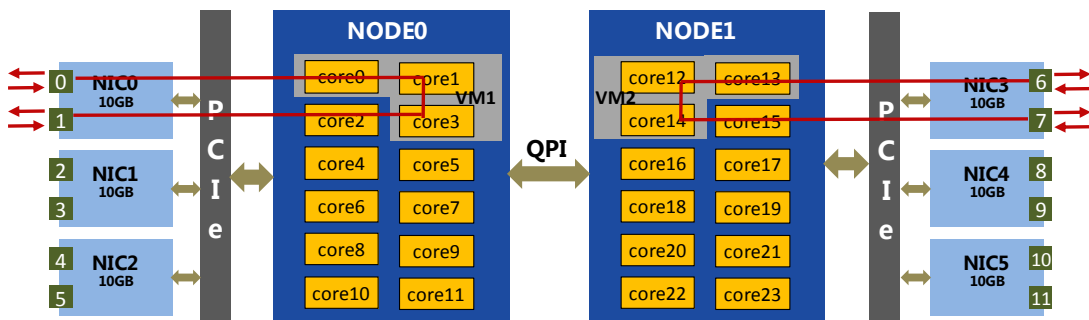 NODE0
NODE1
0
NIC0
10GB
1
2
NIC1
10GB
3
4
NIC2
10GB
5
PCIe
core0
core1
VM1
core2
core3
core4
core5
core6
core7
core8
core9
core10
core11
QPI
core12
core13
VM2
core14
core15
core16
core17
core18
core19
core20
core21
core22
core23
PCIe
NIC3
10GB
6
7
NIC4
10GB
8
9
NIC5
10GB
10
11